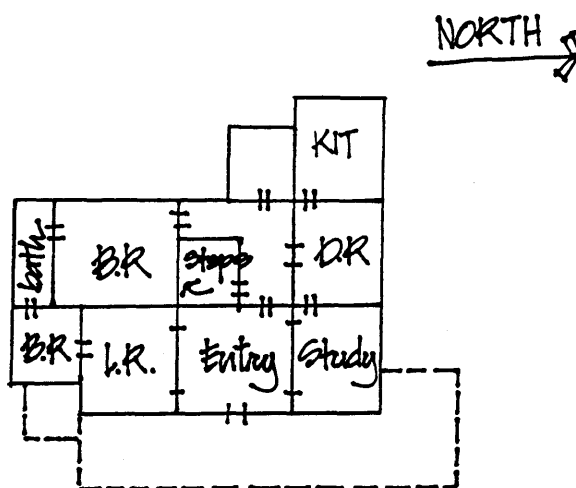 NORTH
KIT
bath
B.R
Steps
D.R
B.R
L.R.
Entry
Study